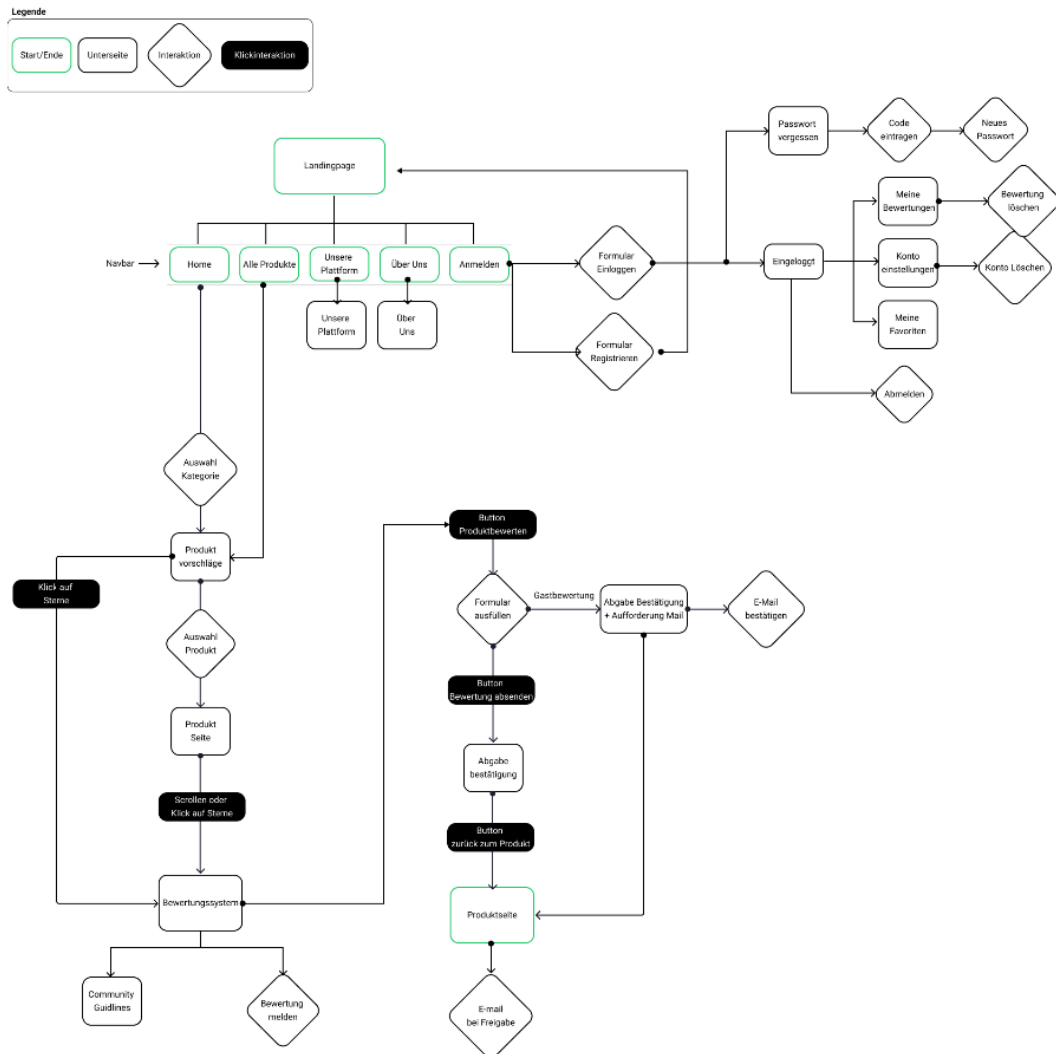 Legende
Start/Ende
Unterseite
Interaktion
Klickinteraktion
Landingpage
Navbar
Home
Alle Produkte
Unsere
Plattform
Über Uns
Anmelden
Unsere
Plattform
Über
Uns
Formular
Einloggen
Formular
Registrieren
Passwort
vergessen
Code
eintragen
Neues
Passwort
Eingeloggt
Meine
Bewertungen
Bewertung
löschen
Konto
einstellungen
Konto Löschen
Meine
Favoriten
Abmelden
Auswahl
Kategorie
Produkt
vorschläge
Klick auf
Sterne
Auswahl
Produkt
Produkt
Seite
Scrollen oder
Klick auf Sterne
Bewertungssystem
Community
Guidlines
Bewertung
melden
Button
Produktbewerten
Formular
ausfüllen
Gastbewertung
Abgabe Bestätigung
+ Aufforderung Mail
E-Mail
bestätigen
Button
Bewertung absenden
Abgabe
bestätigung
Button
zurück zum Produkt
Produktseite
E-mail
bei Freigabe